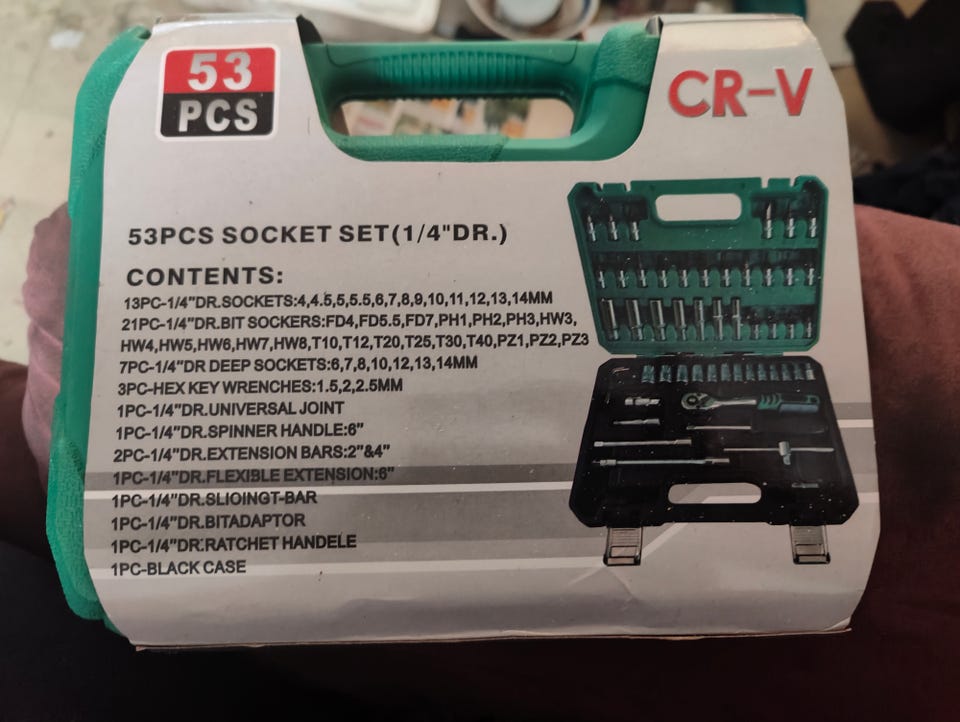 53
PCS
CR-V
53PCS SOCKET SET(1/4"DR.)
CONTENTS:
13PC-1/4"DR.SOCKETS:4,4.5,5,5.5,6,7,8,9,10,11,12,13,14MM
21PC-1/4"DR.BIT SOCKERS:FD4,FD5.5,FD7,PH1,PH2,PH3,HW3,
HW4,HW5,HW6,HW7,HW8,T10,T12,T20,T25,T30,T40,PZ1,PZ2,PZ3
7PC-1/4"DR DEEP SOCKETS:6,7,8,10,12,13,14MM
3PC-HEX KEY WRENCHES:1.5,2,2.5MM
1PC-1/4"DR.UNIVERSAL JOINT
1PC-1/4"DR.SPINNER HANDLE:6"
2PC-1/4"DR.EXTENSION BARS:2"&4"
1PC-1/4"DR.FLEXIBLE EXTENSION:6"
1PC-1/4"DR.SLIOINGT-BAR
1PC-1/4"DR.BITADAPTOR
1PC-1/4"DR:RATCHET HANDELE
1PC-BLACK CASE